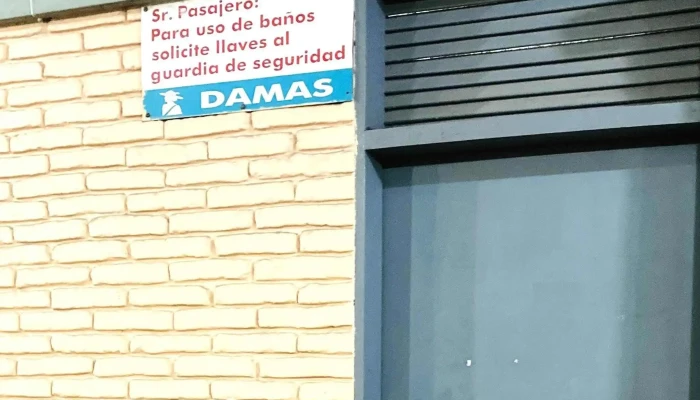 Sr. Pasajero:
Para uso de baños
solicite llaves al
guardia de seguridad
DAMAS